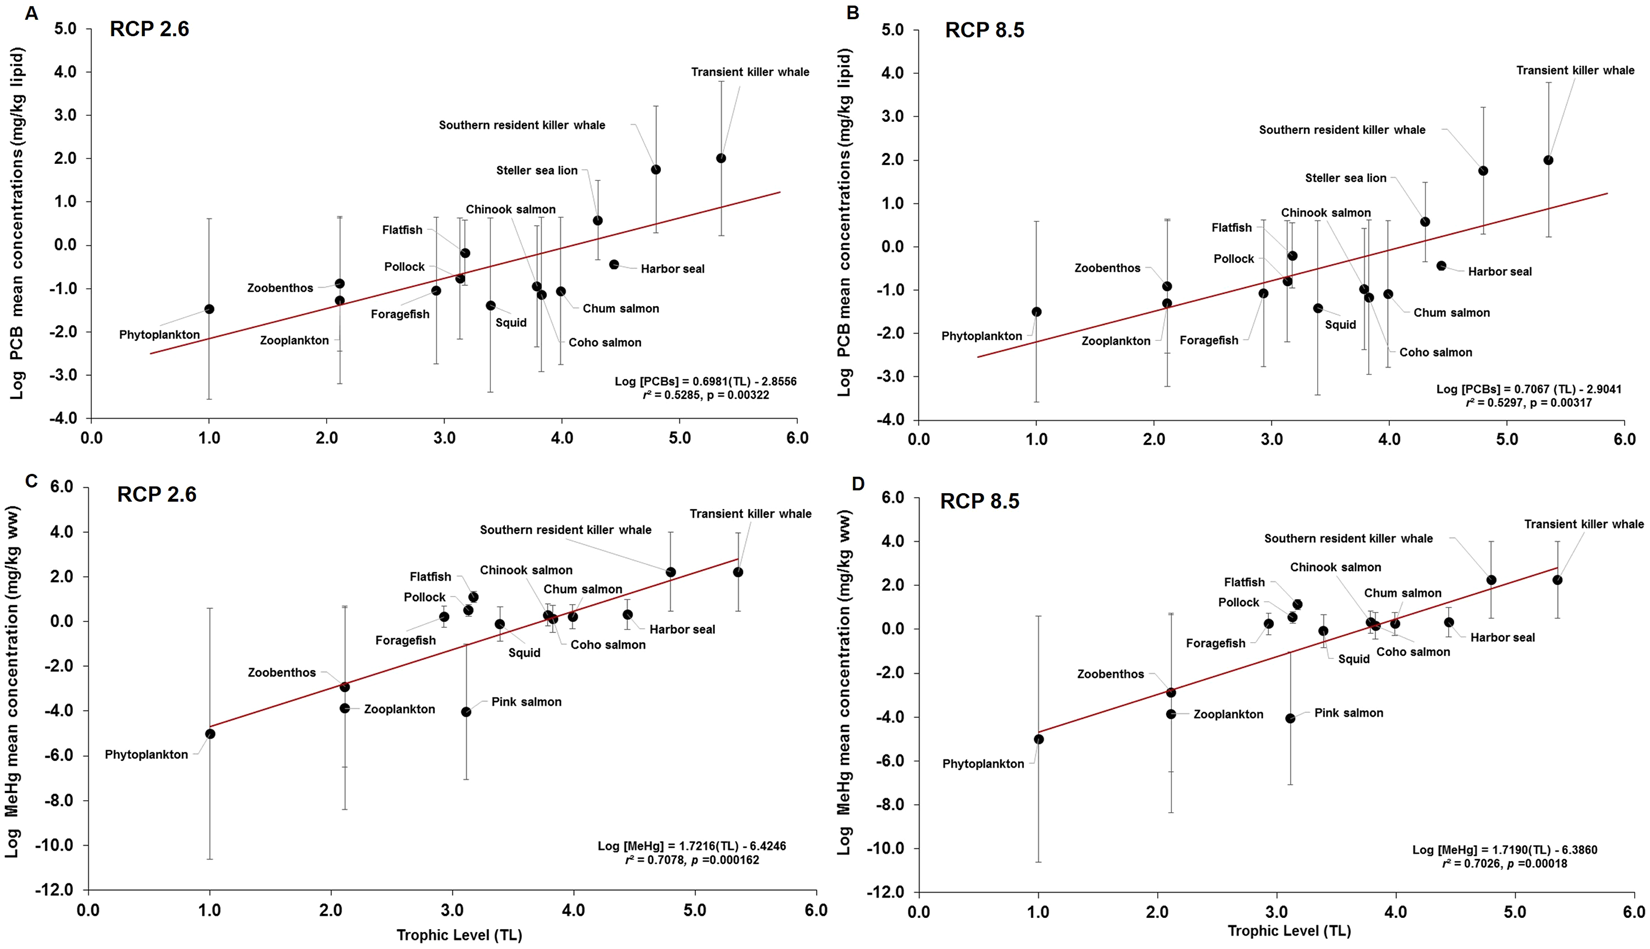 A
RCP 2.6
Log PCB mean concentrations (mg/kg lipid)
5.0
4.0
3.0
2.0
1.0
0.0
-1.0
-2.0
-3.0
-4.0
0.0 1.0 2.0 3.0 4.0 5.0 6.0
Transient killer whale
Southern resident killer whale
Steller sea lion
Chinook salmon
Flatfish
Pollock
Harbor seal
Zoobenthos
Foragefish
Chum salmon
Squid
Phytoplankton
Zooplankton
Coho salmon
Log [PCBs] = 0.6981(TL) - 2.8556
r² = 0.5285, p = 0.00322
B
RCP 8.5
Log PCB mean concentrations (mg/kg lipid)
5.0
4.0
3.0
2.0
1.0
0.0
-1.0
-2.0
-3.0
-4.0
0.0 1.0 2.0 3.0 4.0 5.0 6.0
Transient killer whale
Southern resident killer whale
Steller sea lion
Chinook salmon
Flatfish
Pollock
Harbor seal
Zoobenthos
Chum salmon
Squid
Phytoplankton
Zooplankton
Foragefish
Coho salmon
Log [PCBs] = 0.7067 (TL) - 2.9041
r² = 0.5297, p = 0.00317
C
RCP 2.6
Log MeHg mean concentration (mg/kg ww)
6.0
4.0
2.0
0.0
-2.0
-4.0
-6.0
-8.0
-10.0
-12.0
0.0 1.0 2.0 3.0 4.0 5.0 6.0
Trophic Level (TL)
Transient killer whale
Southern resident killer whale
Chinook salmon
Flatfish
Chum salmon
Pollock
Foragefish
Harbor seal
Coho salmon
Squid
Zoobenthos
Pink salmon
Zooplankton
Phytoplankton
Log [MeHg] = 1.7216(TL) - 6.4246
r² = 0.7078, p =0.000162
D
RCP 8.5
Log MeHg mean concentration (mg/kg ww)
6.0
4.0
2.0
0.0
-2.0
-4.0
-6.0
-8.0
-10.0
-12.0
0.0 1.0 2.0 3.0 4.0 5.0 6.0
Trophic Level (TL)
Transient killer whale
Southern resident killer whale
Chinook salmon
Flatfish
Chum salmon
Pollock
Foragefish
Harbor seal
Coho salmon
Squid
Zoobenthos
Zooplankton
Pink salmon
Phytoplankton
Log [MeHg] = 1.7190(TL) - 6.3860
r² = 0.7026, p =0.00018